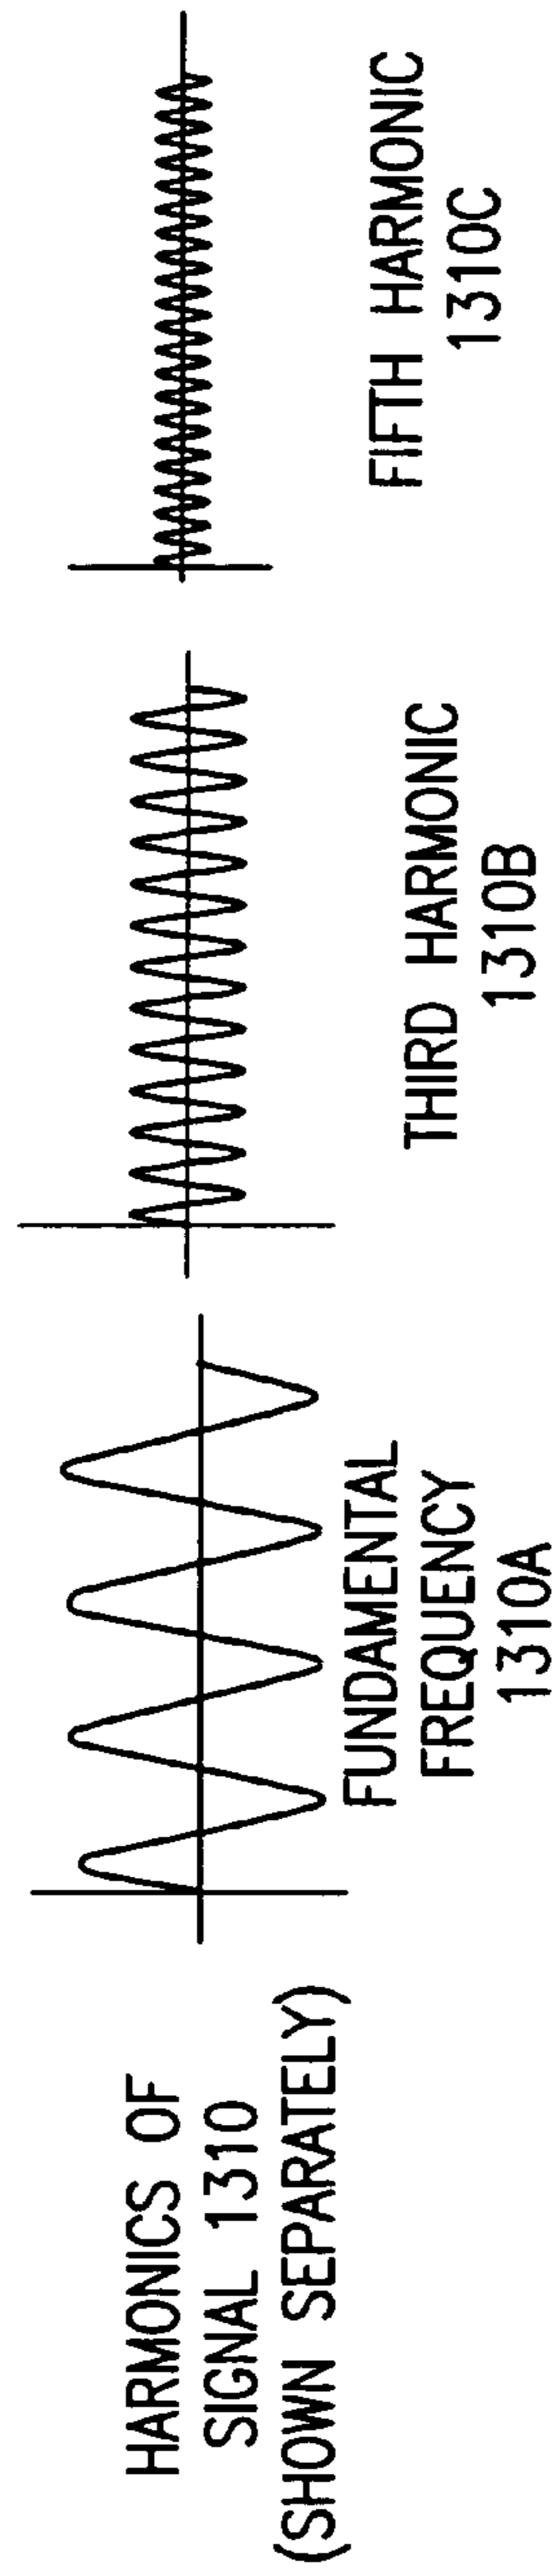 HARMONICS OF
SIGNAL 1310
(SHOWN SEPARATELY)
FUNDAMENTAL
FREQUENCY
1310A
THIRD HARMONIC
1310B
FIFTH HARMONIC
1310C